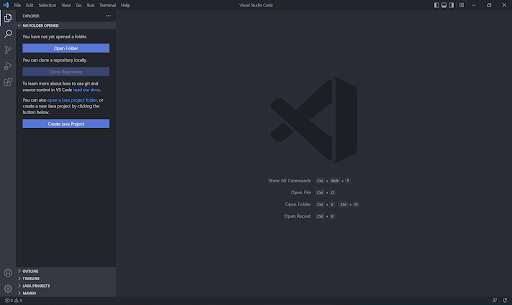 File Edit Selection View Go Run Terminal Help
Visual Studio Code
EXPLORER
NO FOLDER OPENED
You have not yet opened a folder.
Open Folder
You can clone a repository locally.
Clone Repository
To learn more about how to use git and
source control in VS Code read our docs.
You can also open a Java project folder, or
create a new Java project by clicking the
button below.
Create Java Project
Show All Commands Ctrl + Shift + P
Open File Ctrl + O
Open Folder Ctrl + K Ctrl + O
Open Recent Ctrl + R
OUTLINE
TIMELINE
JAVA PROJECTS
MAVEN
0 0